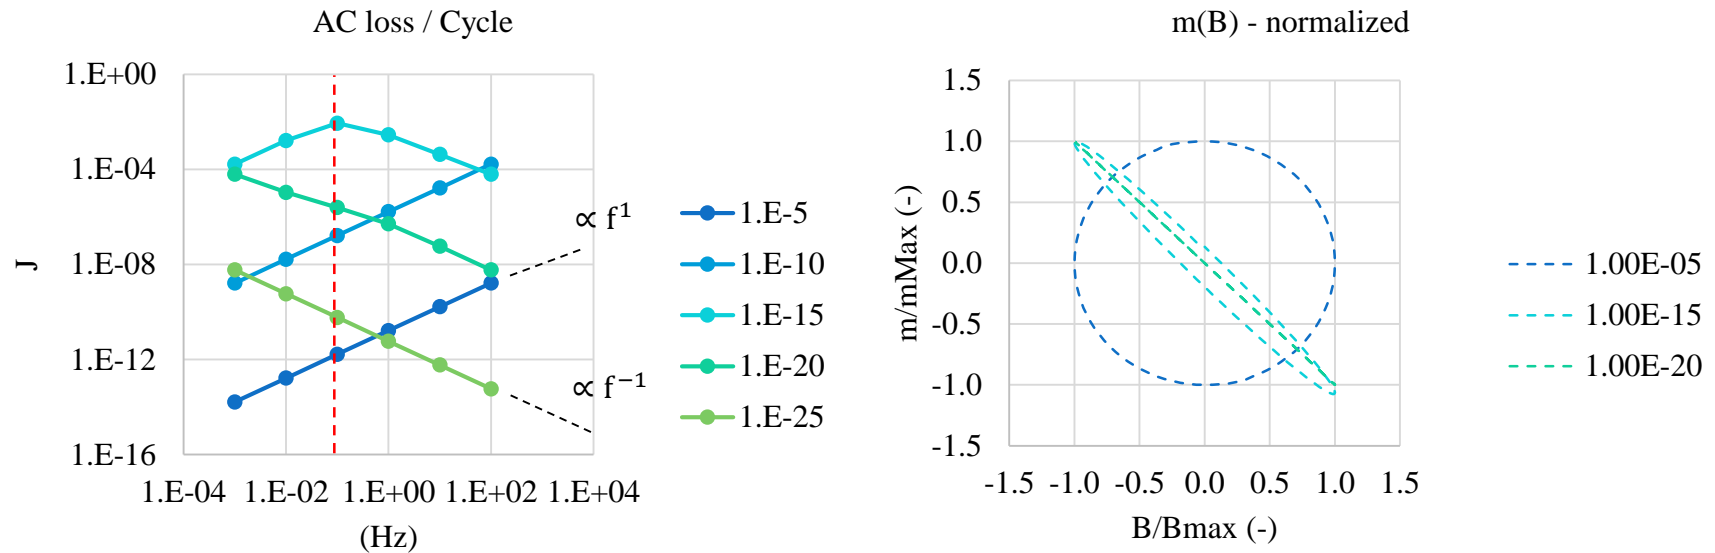 AC loss / Cycle
1.E+00
1.E-04
1.E-08
1.E-12
1.E-16
J
1.E-04 1.E-02 1.E+00 1.E+02 1.E+04
(Hz)
∝ f¹
∝ f⁻¹
1.E-5
1.E-10
1.E-15
1.E-20
1.E-25
m(B) - normalized
1.5
1.0
0.5
0.0
-0.5
-1.0
-1.5
m/mMax (-)
-1.5 -1.0 -0.5 0.0 0.5 1.0 1.5
B/Bmax (-)
1.00E-05
1.00E-15
1.00E-20